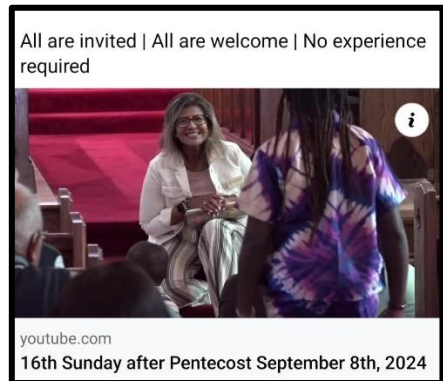 All are invited | All are welcome | No experience
required
i
youtube.com
16th Sunday after Pentecost September 8th, 2024